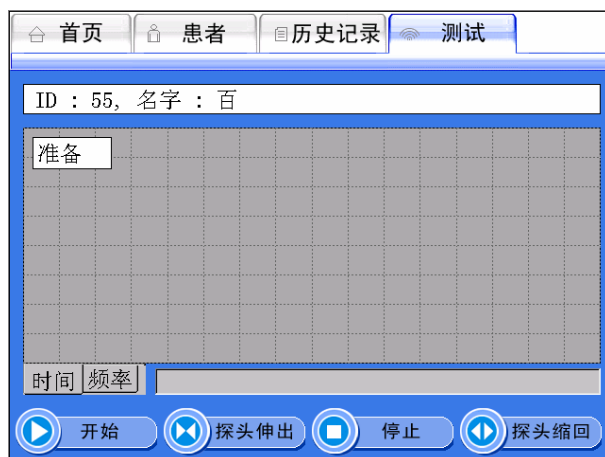 首页 患者 历史记录 测试
ID : 55, 名字 : 百
准备
时间 频率
开始 探头伸出 停止 探头缩回